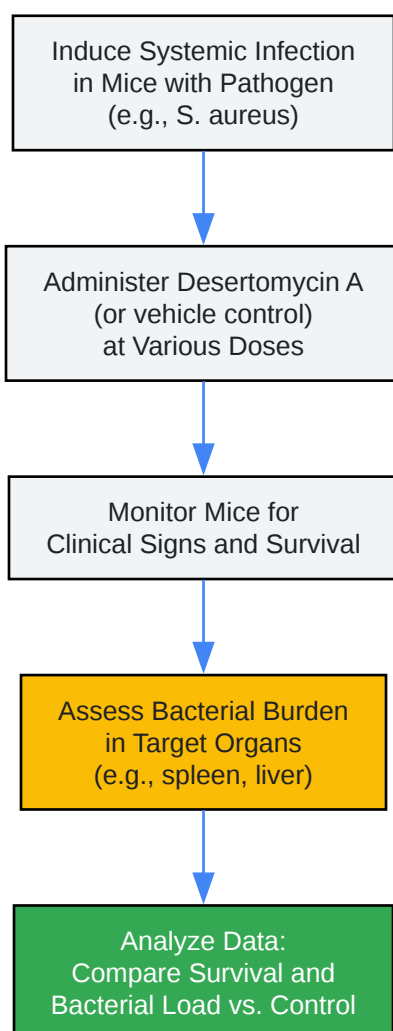 Induce Systemic Infection
in Mice with Pathogen
(e.g., S. aureus)
Administer Desertomycin A
(or vehicle control)
at Various Doses
Monitor Mice for
Clinical Signs and Survival
Assess Bacterial Burden
in Target Organs
(e.g., spleen, liver)
Analyze Data:
Compare Survival and
Bacterial Load vs. Control